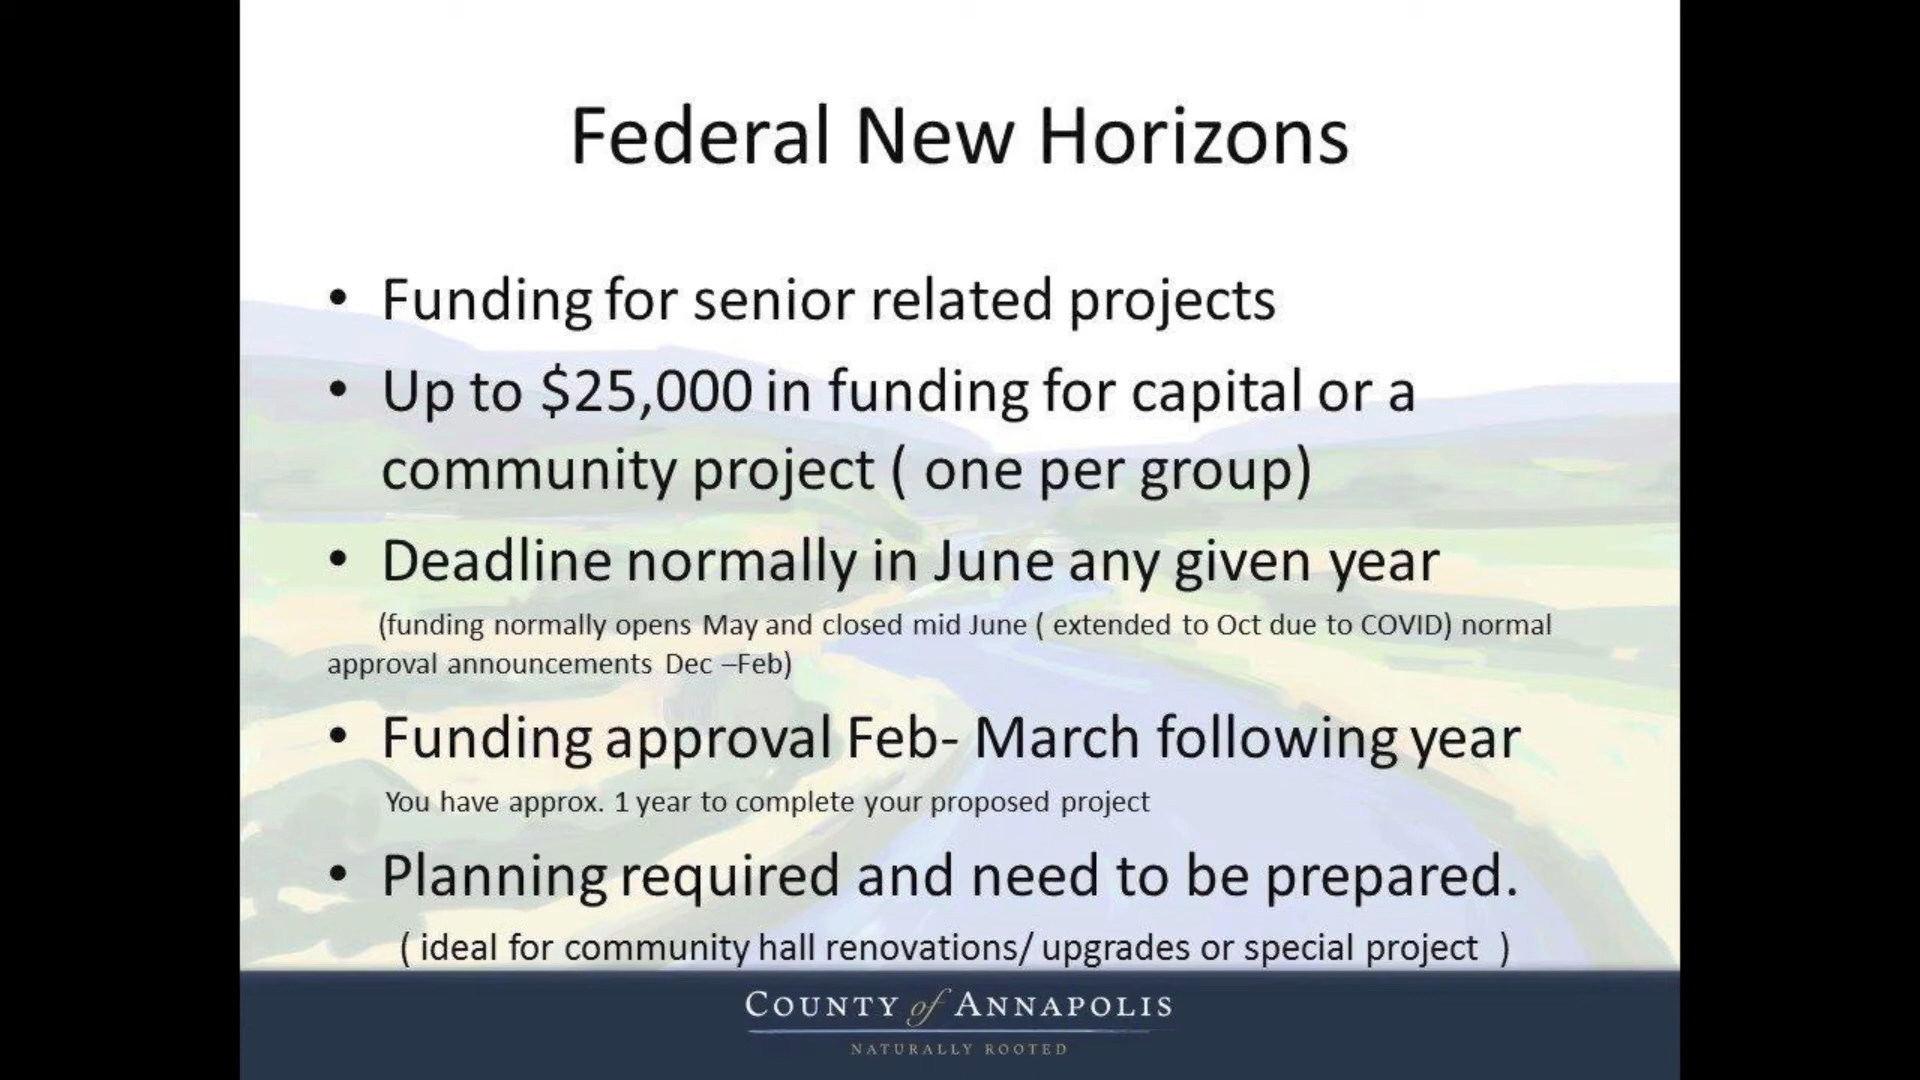 Federal New Horizons
• Funding for senior related projects
• Up to $25,000 in funding for capital or a
community project ( one per group)
• Deadline normally in June any given year
(funding normally opens May and closed mid June ( extended to Oct due to COVID) normal
approval announcements Dec –Feb)
• Funding approval Feb- March following year
You have approx. 1 year to complete your proposed project
• Planning required and need to be prepared.
( ideal for community hall renovations/ upgrades or special project )
COUNTY of ANNAPOLIS
NATURALLY ROOTED